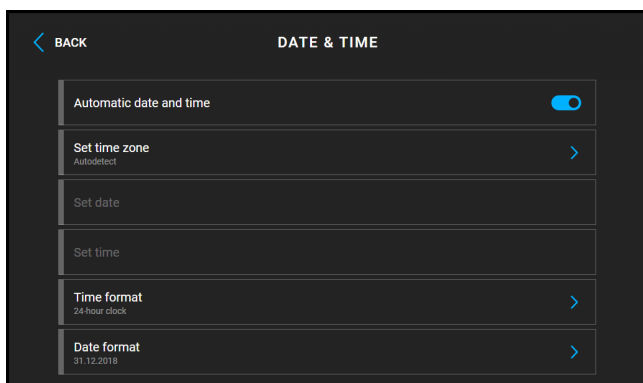 BACK
DATE & TIME
Automatic date and time
Set time zone
Autodetect
Set date
Set time
Time format
24-hour clock
Date format
31.12.2018